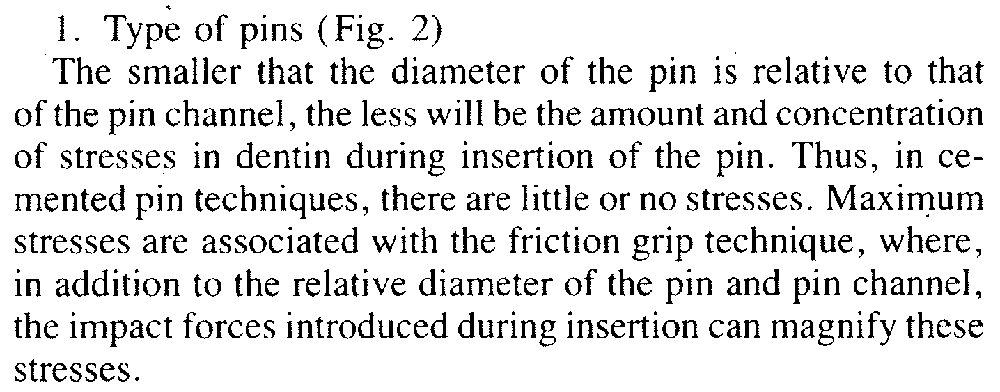 1. Type of pins (Fig. 2)
The smaller that the diameter of the pin is relative to that
of the pin channel, the less will be the amount and concentration
of stresses in dentin during insertion of the pin. Thus, in ce-
mented pin techniques, there are little or no stresses. Maximum
stresses are associated with the friction grip technique, where,
in addition to the relative diameter of the pin and pin channel,
the impact forces introduced during insertion can magnify these
stresses.